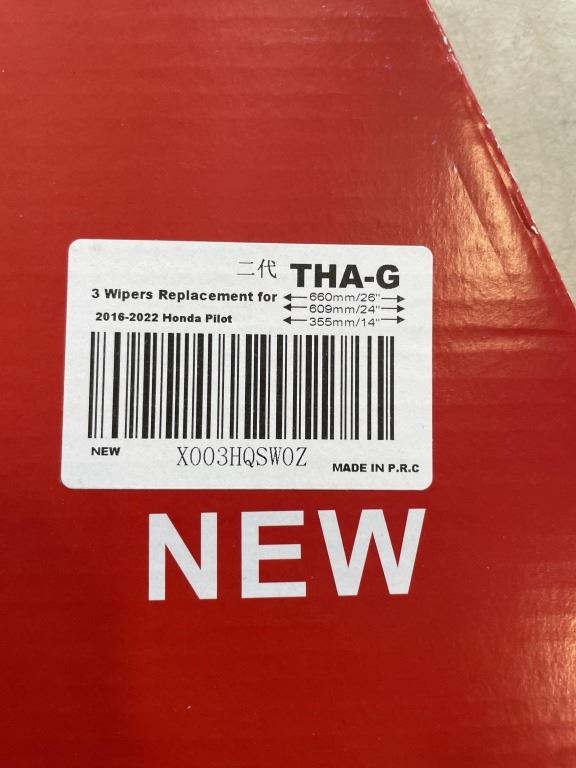 二代 THA-G
3 Wipers Replacement for 660mm/26"
609mm/24"
2016-2022 Honda Pilot 355mm/14"
NEW X003HQSW0Z MADE IN P.R.C
NEW